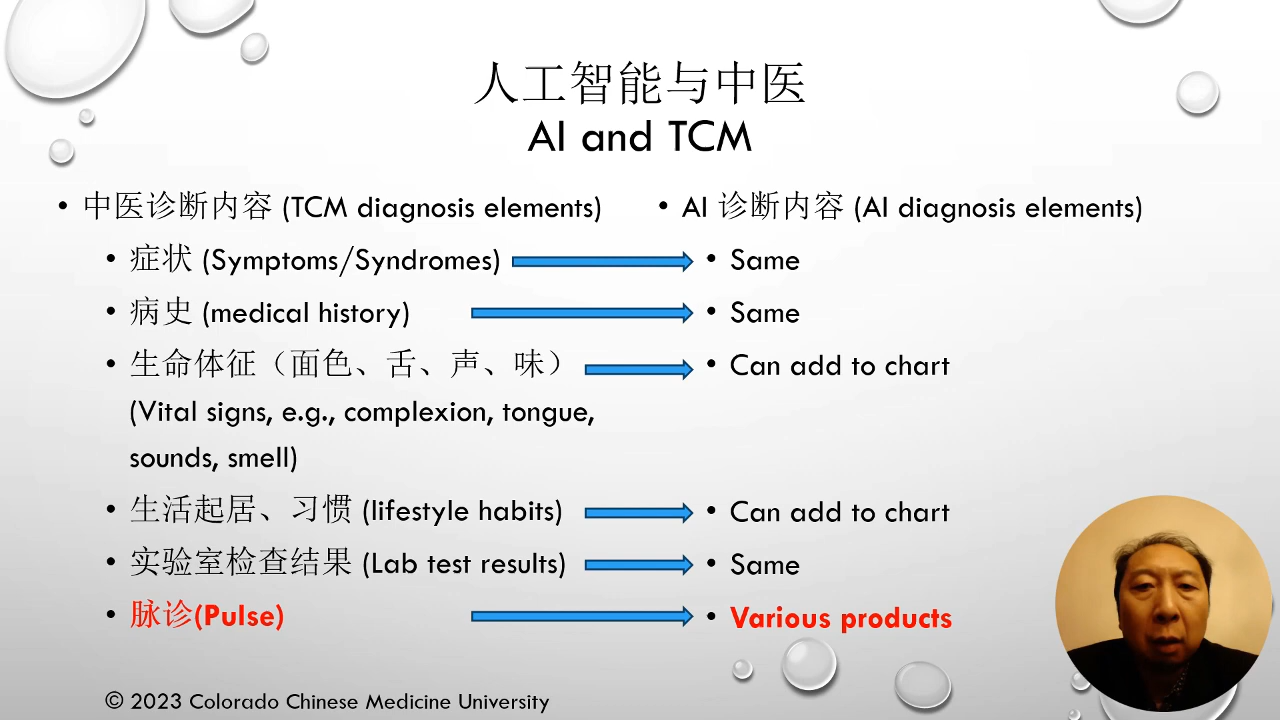 人工智能与中医
AI and TCM
• 中医诊断内容 (TCM diagnosis elements)
• 症状 (Symptoms/Syndromes)
• 病史 (medical history)
• 生命体征（面色、舌、声、味）
(Vital signs, e.g., complexion, tongue,
sounds, smell)
• 生活起居、习惯 (lifestyle habits)
• 实验室检查结果 (Lab test results)
• 脉诊(Pulse)
• AI 诊断内容 (AI diagnosis elements)
• Same
• Same
• Can add to chart
• Can add to chart
• Same
• Various products
© 2023 Colorado Chinese Medicine University